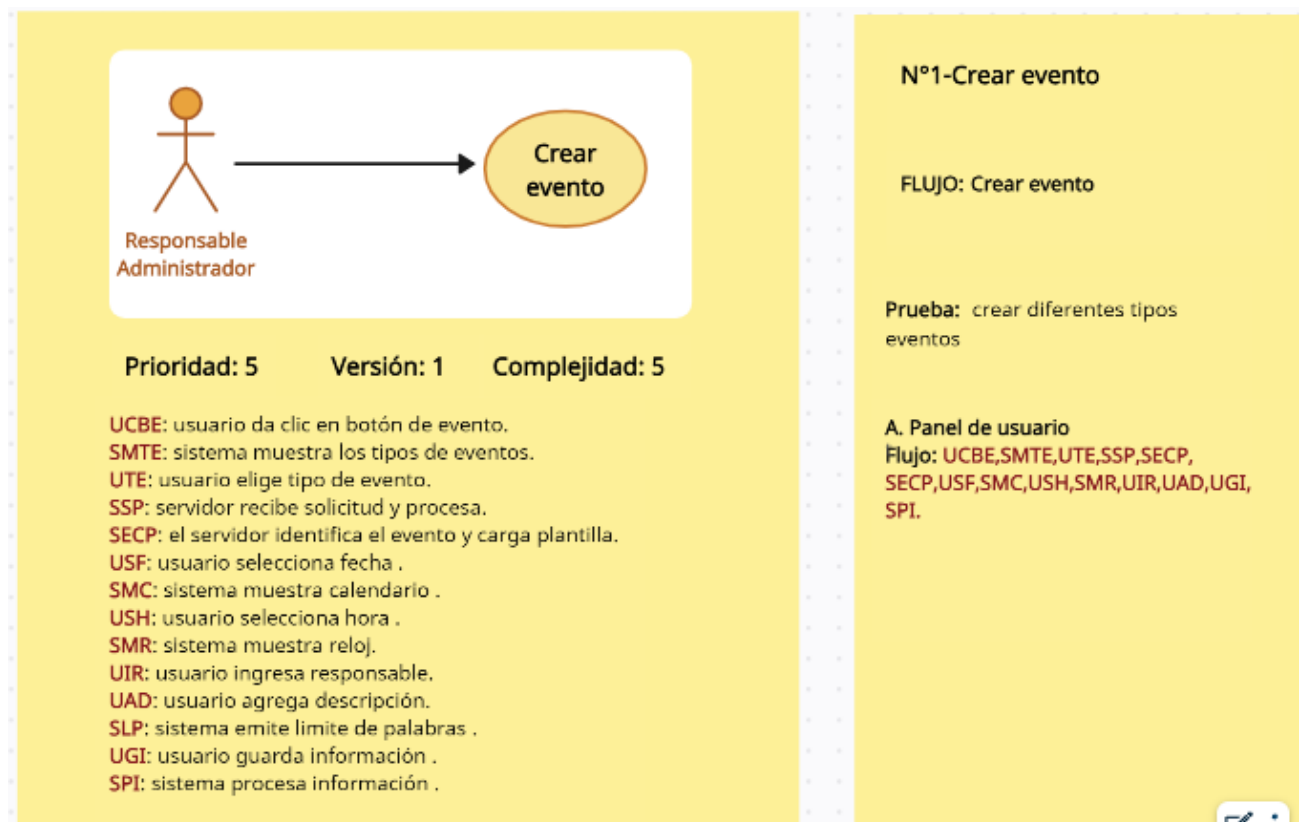 Crear
evento
Responsable
Administrador
Prioridad: 5 Versión: 1 Complejidad: 5
UCBE: usuario da clic en botón de evento.
SMTE: sistema muestra los tipos de eventos.
UTE: usuario elige tipo de evento.
SSP: servidor recibe solicitud y procesa.
SECP: el servidor identifica el evento y carga plantilla.
USF: usuario selecciona fecha .
SMC: sistema muestra calendario .
USH: usuario selecciona hora .
SMR: sistema muestra reloj.
UIR: usuario ingresa responsable.
UAD: usuario agrega descripción.
SLP: sistema emite limite de palabras .
UGI: usuario guarda información .
SPI: sistema procesa información .
N°1-Crear evento
FLUJO: Crear evento
Prueba: crear diferentes tipos
eventos
A. Panel de usuario
Flujo: UCBE,SMTE,UTE,SSP,SECP,
SECP,USF,SMC,USH,SMR,UIR,UAD,UGI,
SPI.